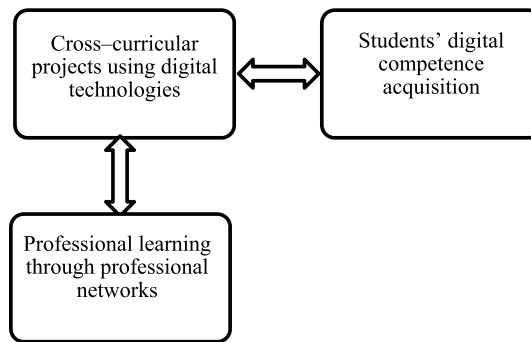 Cross–curricular
projects using digital
technologies
Students’ digital
competence
acquisition
Professional learning
through professional
networks